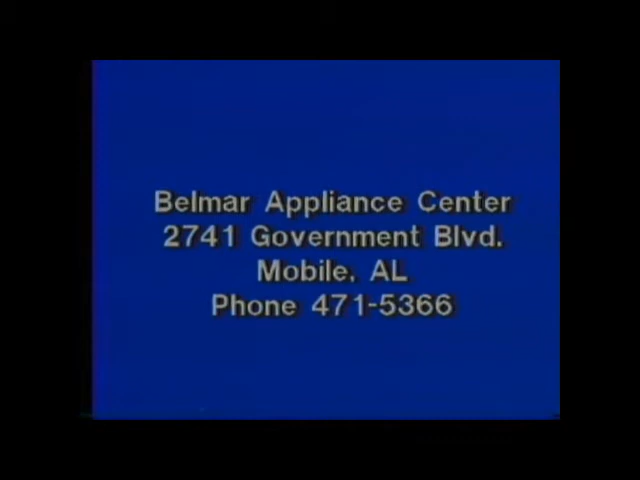 Belmar Appliance Center
2741 Government Blvd.
Mobile, AL
Phone 471-5366